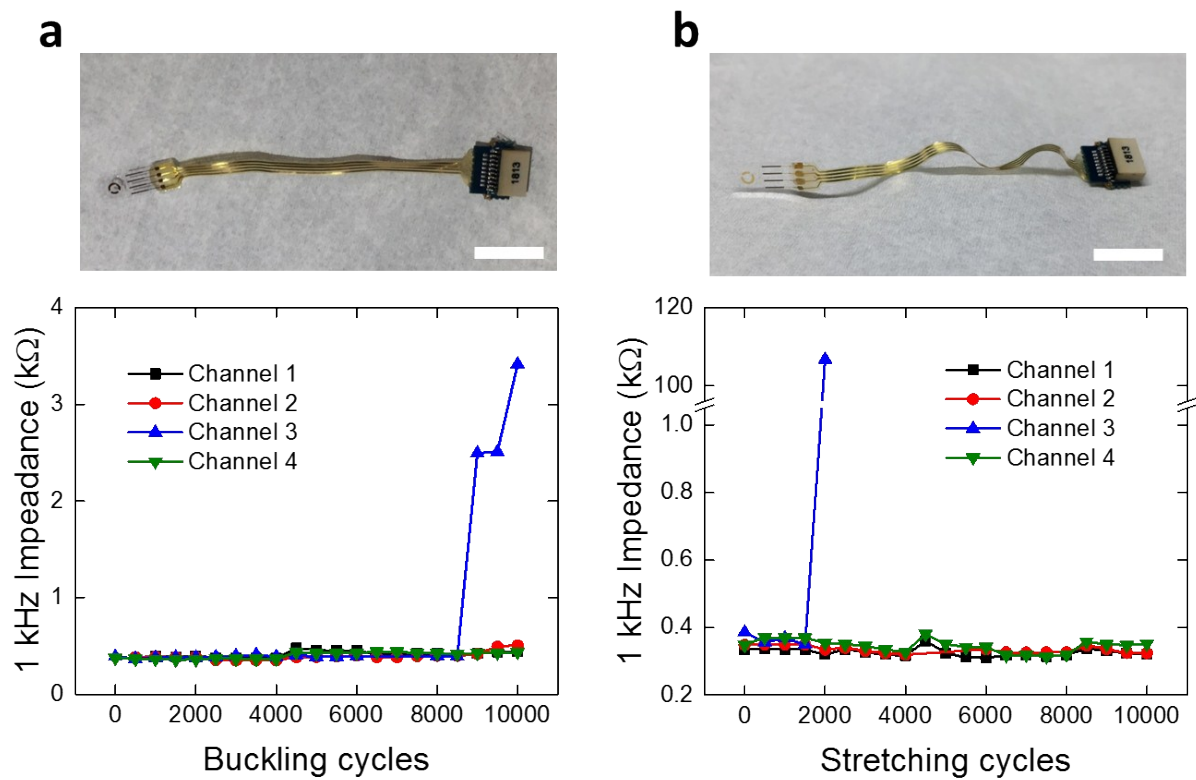 a
b
1813
1813
1 kHz Impeadance (kΩ)
4
3
2
1
0
Channel 1
Channel 2
Channel 3
Channel 4
0 2000 4000 6000 8000 10000
Buckling cycles
1 kHz Impedance (kΩ)
120
100
1.0
0.8
0.6
0.4
0.2
Channel 1
Channel 2
Channel 3
Channel 4
0 2000 4000 6000 8000 10000
Stretching cycles